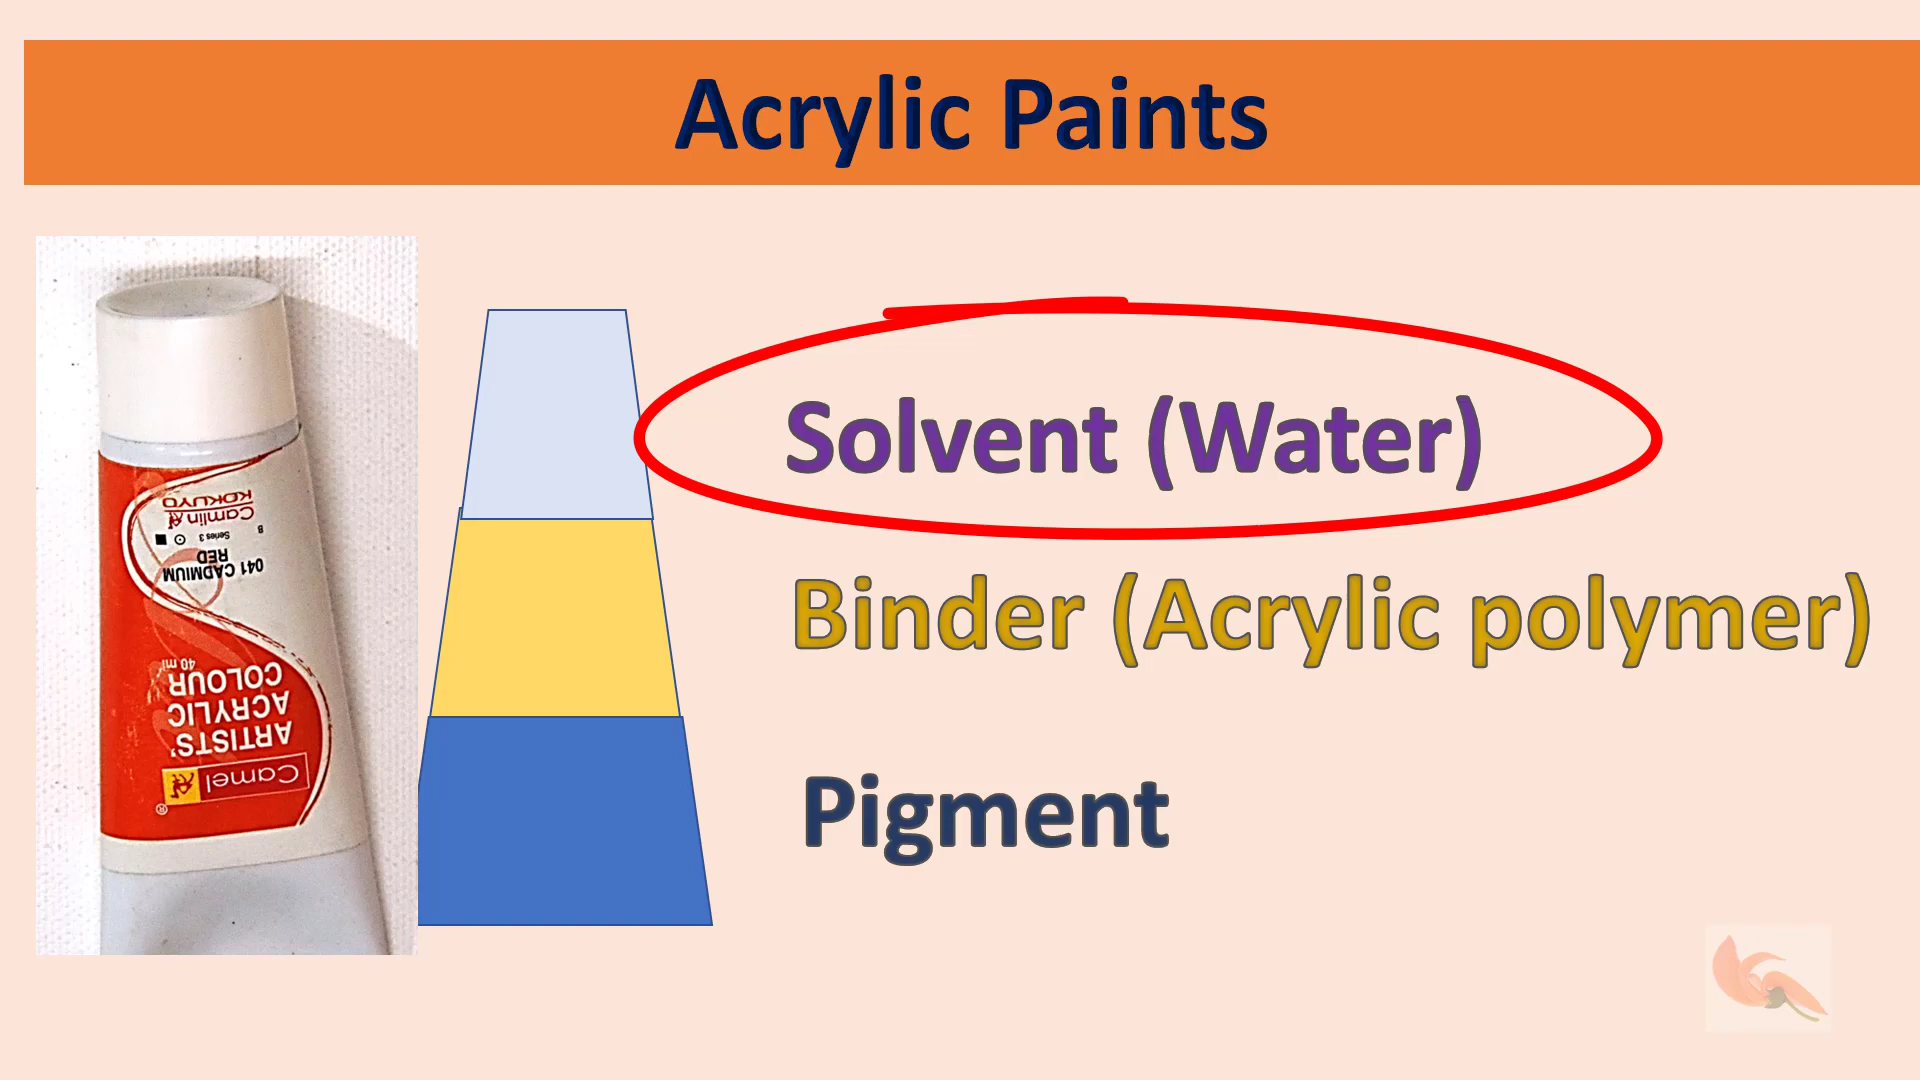 Acrylic Paints
Solvent (Water)
Binder (Acrylic polymer)
Pigment
Camel
®
ARTISTS'
ACRYLIC
COLOUR
40 ml
041 CADMIUM
RED
Series 3
B
Camlin
KOKUYO